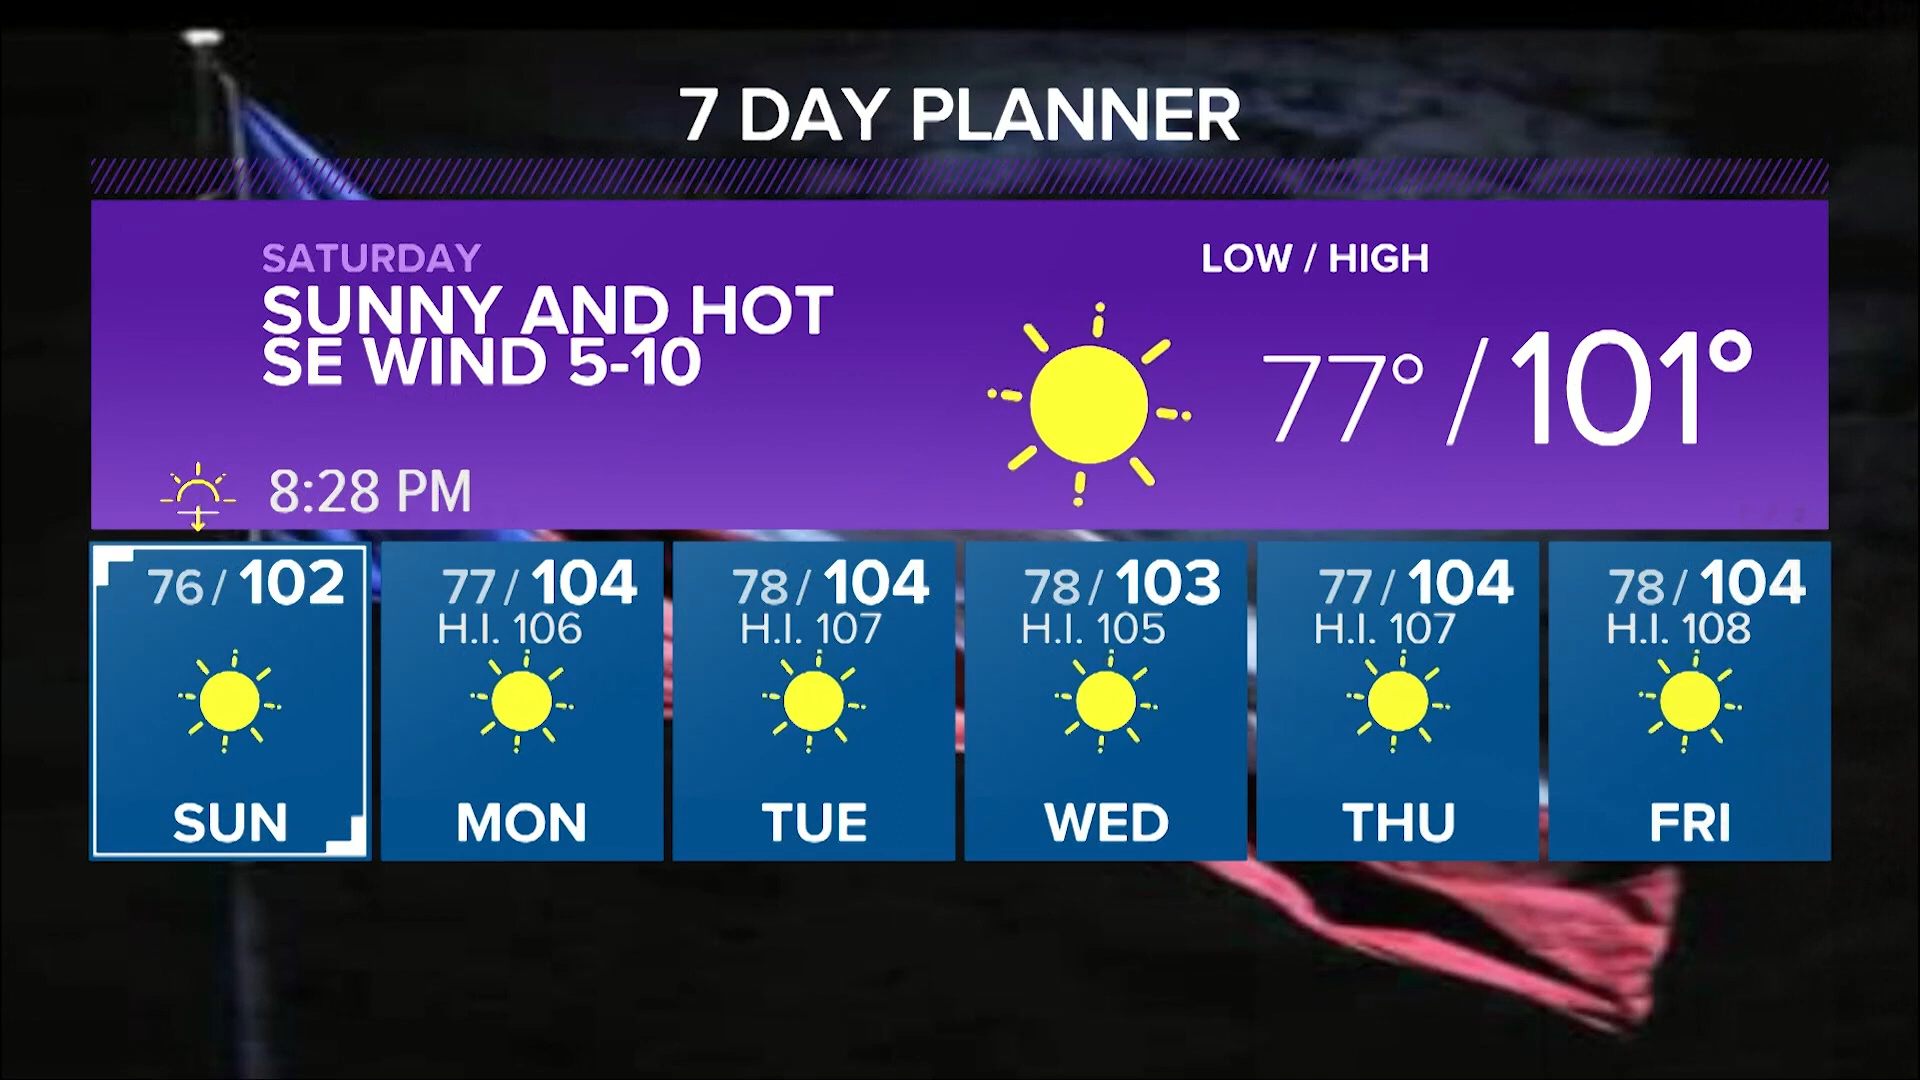 7 DAY PLANNER
SATURDAY
SUNNY AND HOT
SE WIND 5-10
8:28 PM
LOW / HIGH
77° / 101°
76 / 102
SUN
77 / 104
H.I. 106
MON
78 / 104
H.I. 107
TUE
78 / 103
H.I. 105
WED
77 / 104
H.I. 107
THU
78 / 104
H.I. 108
FRI